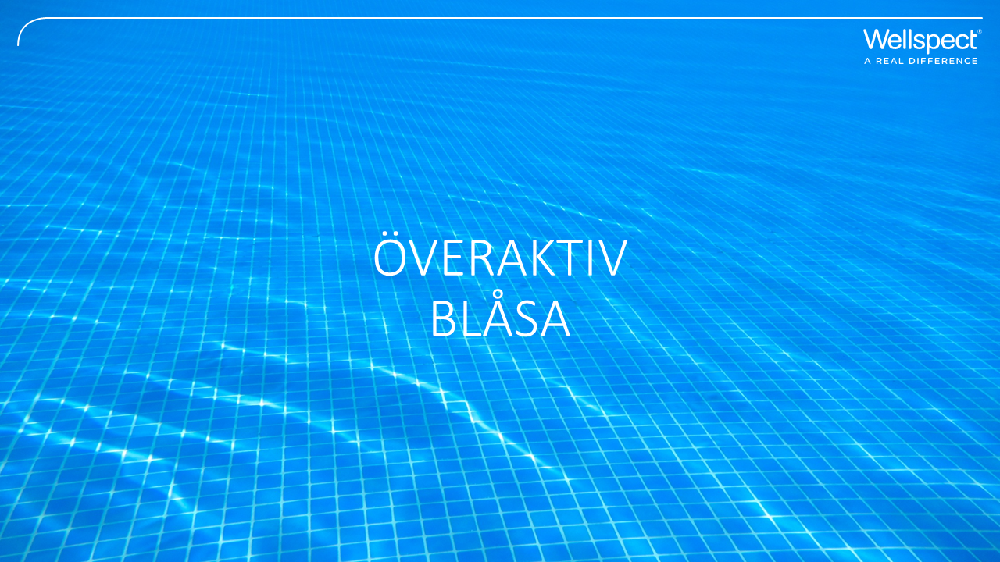 Wellspect®
A REAL DIFFERENCE
ÖVERAKTIV
BLÅSA